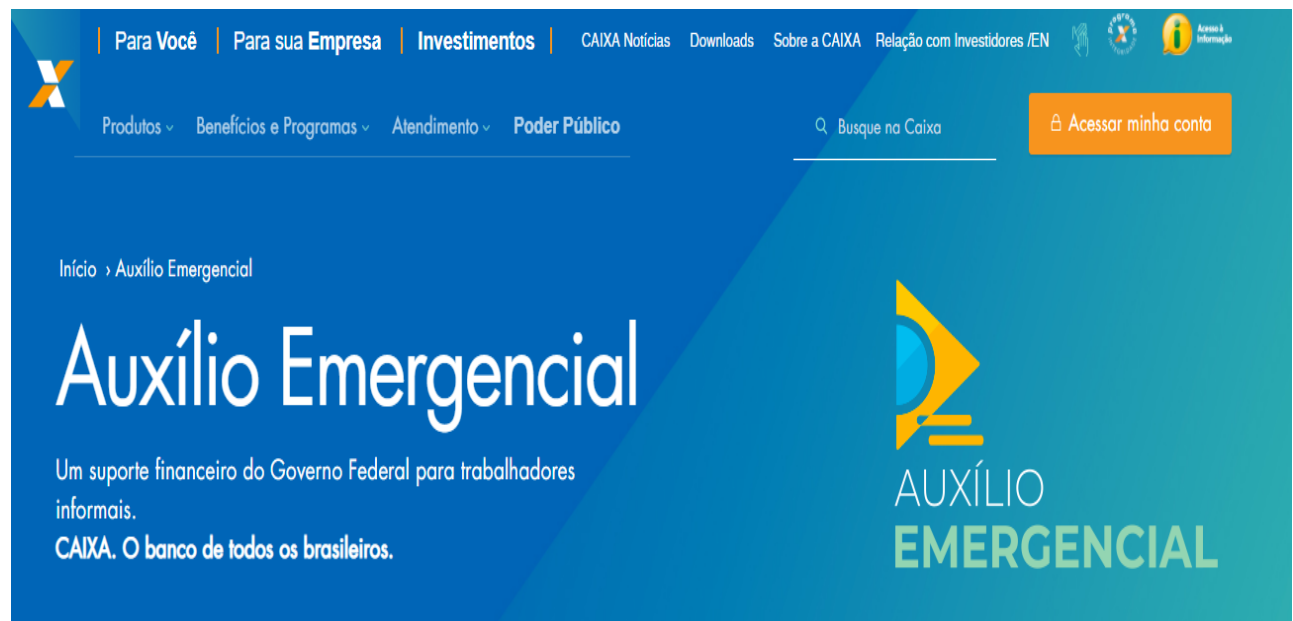 Para Você | Para sua Empresa | Investimentos | CAIXA Notícias Downloads Sobre a CAIXA Relação com Investidores /EN
Acesso à
Informação
Produtos Benefícios e Programas Atendimento Poder Público Busque na Caixa Acessar minha conta
Início › Auxílio Emergencial
Auxílio Emergencial
Um suporte financeiro do Governo Federal para trabalhadores
informais.
CAIXA. O banco de todos os brasileiros.
AUXÍLIO
EMERGENCIAL